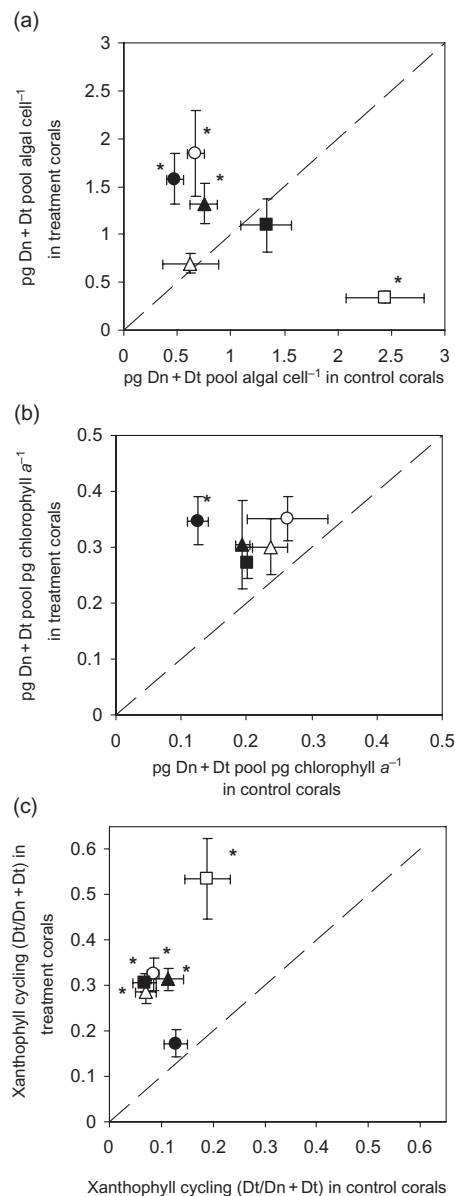 (a)
pg Dn + Dt pool algal cell⁻¹
in treatment corals
3
2.5
2
1.5
1
0.5
0
*
*
*
*
0 0.5 1 1.5 2 2.5 3
pg Dn + Dt pool algal cell⁻¹ in control corals
(b)
pg Dn + Dt pool pg chlorophyll a⁻¹
in treatment corals
0.5
0.4
0.3
0.2
0.1
0
*
0 0.1 0.2 0.3 0.4 0.5
pg Dn + Dt pool pg chlorophyll a⁻¹
in control corals
(c)
Xanthophyll cycling (Dt/Dn + Dt) in
treatment corals
0.6
0.5
0.4
0.3
0.2
0.1
0
*
*
*
*
*
0 0.1 0.2 0.3 0.4 0.5 0.6
Xanthophyll cycling (Dt/Dn + Dt) in control corals